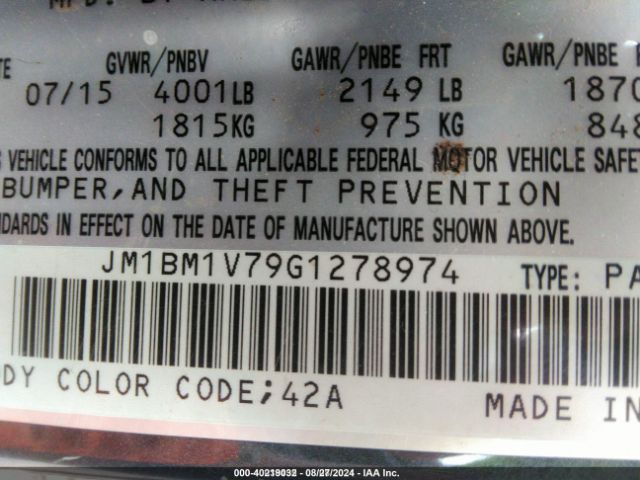 GVWR/PNBV GAWR/PNBE FRT GAWR/PNBE
07/15 4001LB 2149 LB 1870
1815KG 975 KG 848
VEHICLE CONFORMS TO ALL APPLICABLE FEDERAL MOTOR VEHICLE SAFE
BUMPER, AND THEFT PREVENTION
NDARDS IN EFFECT ON THE DATE OF MANUFACTURE SHOWN ABOVE.
JM1BM1V79G1278974 TYPE: PA
DY COLOR CODE;42A MADE IN
000-40219032 - 08/27/2024 - IAA Inc.